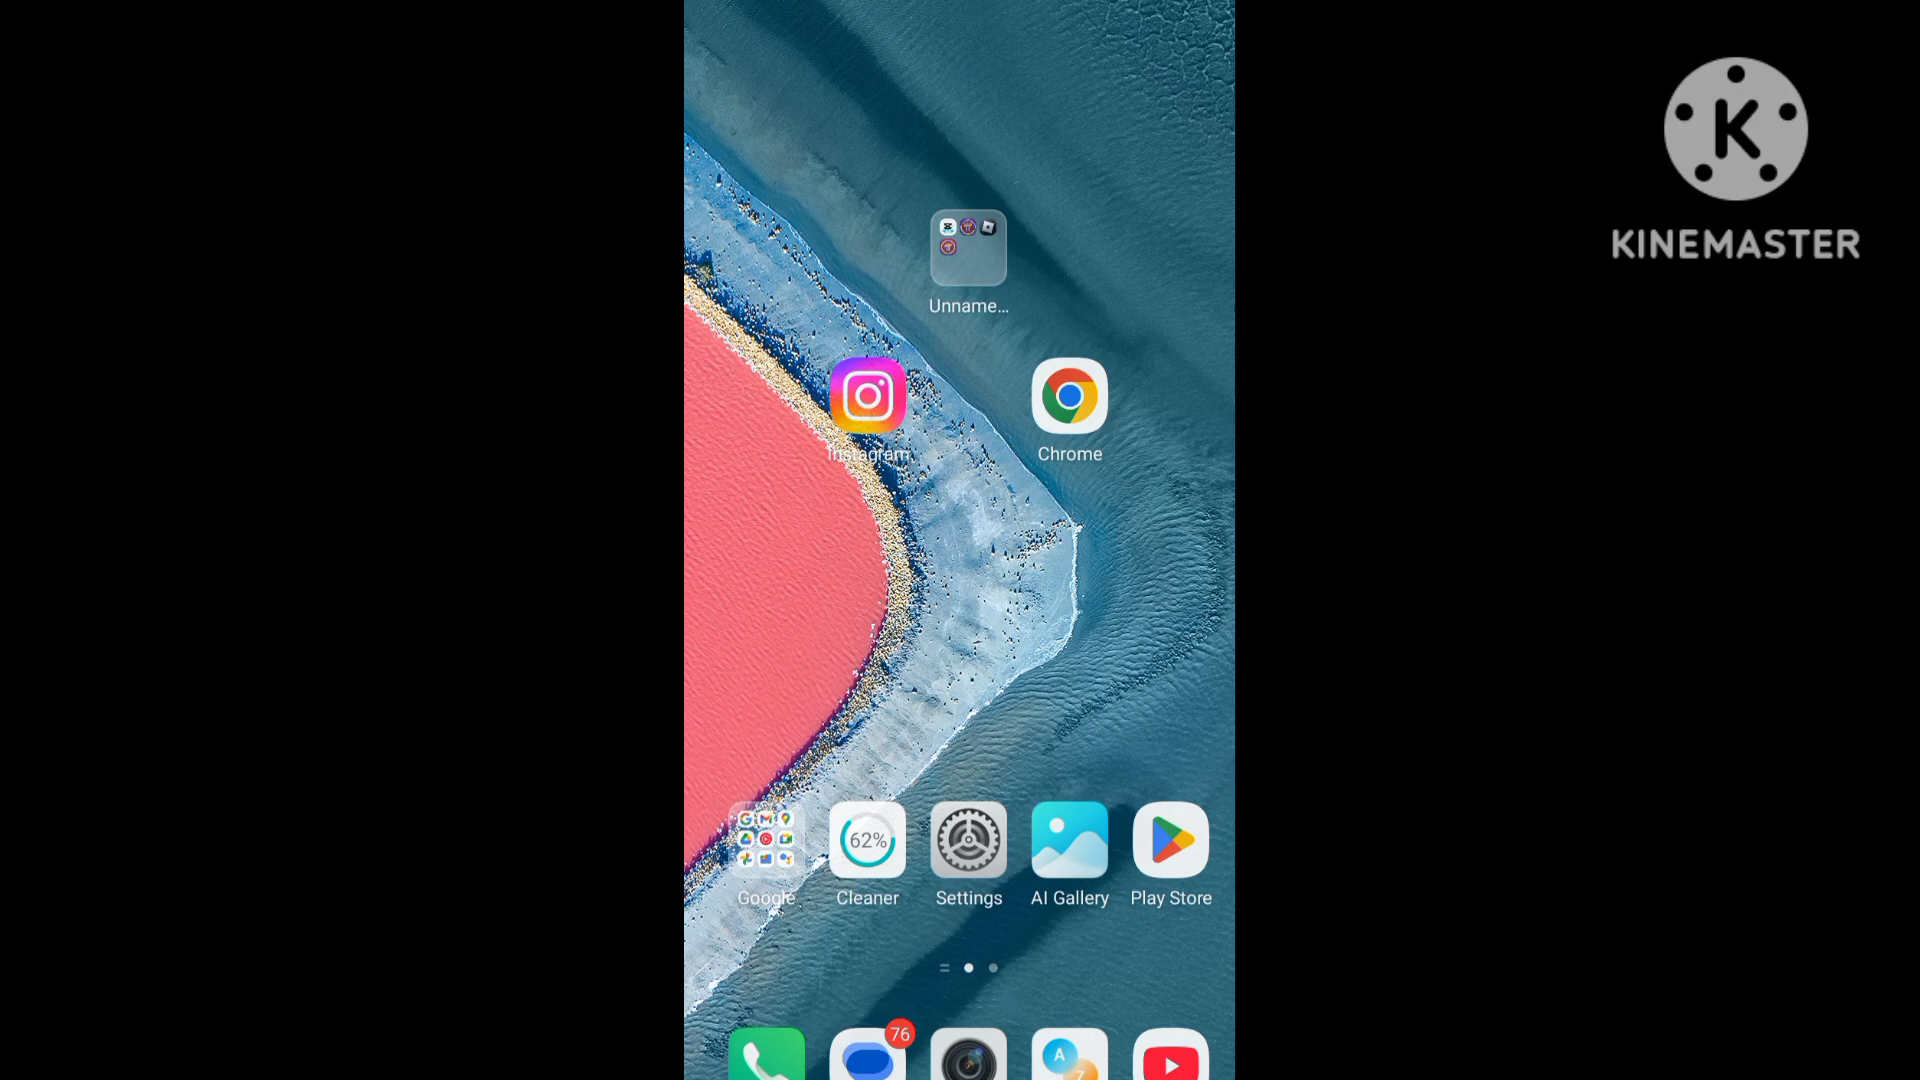 K
KINEMASTER
Unname...
Instagram
Chrome
62%
Google
Cleaner
Settings
AI Gallery
Play Store
76
A
Z